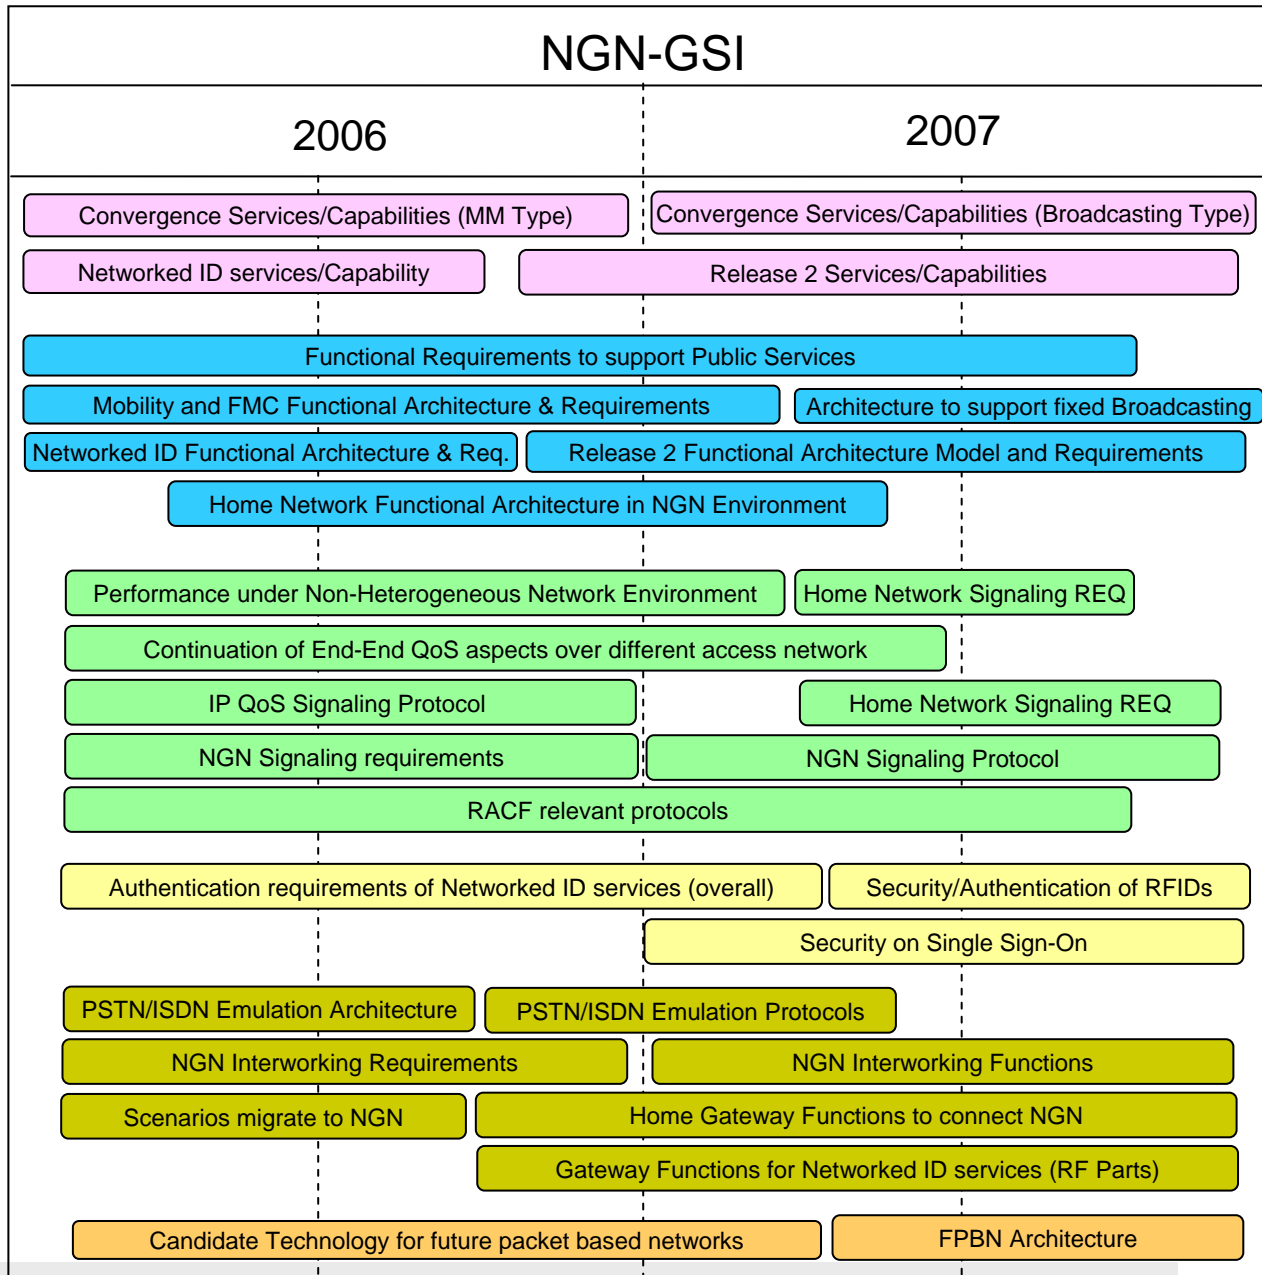 NGN-GSI
2006
2007
Convergence Services/Capabilities (MM Type)
Convergence Services/Capabilities (Broadcasting Type)
Networked ID services/Capability
Release 2 Services/Capabilities
Functional Requirements to support Public Services
Mobility and FMC Functional Architecture & Requirements
Architecture to support fixed Broadcasting
Networked ID Functional Architecture & Req.
Release 2 Functional Architecture Model and Requirements
Home Network Functional Architecture in NGN Environment
Performance under Non-Heterogeneous Network Environment
Home Network Signaling REQ
Continuation of End-End QoS aspects over different access network
IP QoS Signaling Protocol
Home Network Signaling REQ
NGN Signaling requirements
NGN Signaling Protocol
RACF relevant protocols
Authentication requirements of Networked ID services (overall)
Security/Authentication of RFIDs
Security on Single Sign-On
PSTN/ISDN Emulation Architecture
PSTN/ISDN Emulation Protocols
NGN Interworking Requirements
NGN Interworking Functions
Scenarios migrate to NGN
Home Gateway Functions to connect NGN
Gateway Functions for Networked ID services (RF Parts)
Candidate Technology for future packet based networks
FPBN Architecture